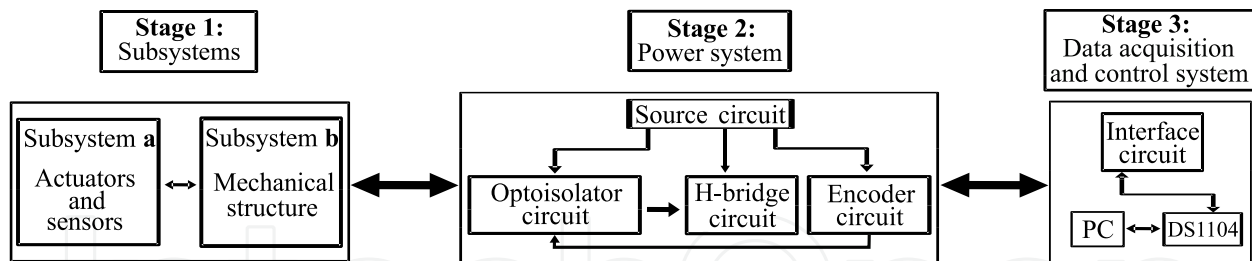 Stage 1:
Subsystems
Stage 2:
Power system
Stage 3:
Data acquisition
and control system
Subsystem a
Actuators
and
sensors
Subsystem b
Mechanical
structure
Source circuit
Optoisolator
circuit
H-bridge
circuit
Encoder
circuit
Interface
circuit
PC
DS1104